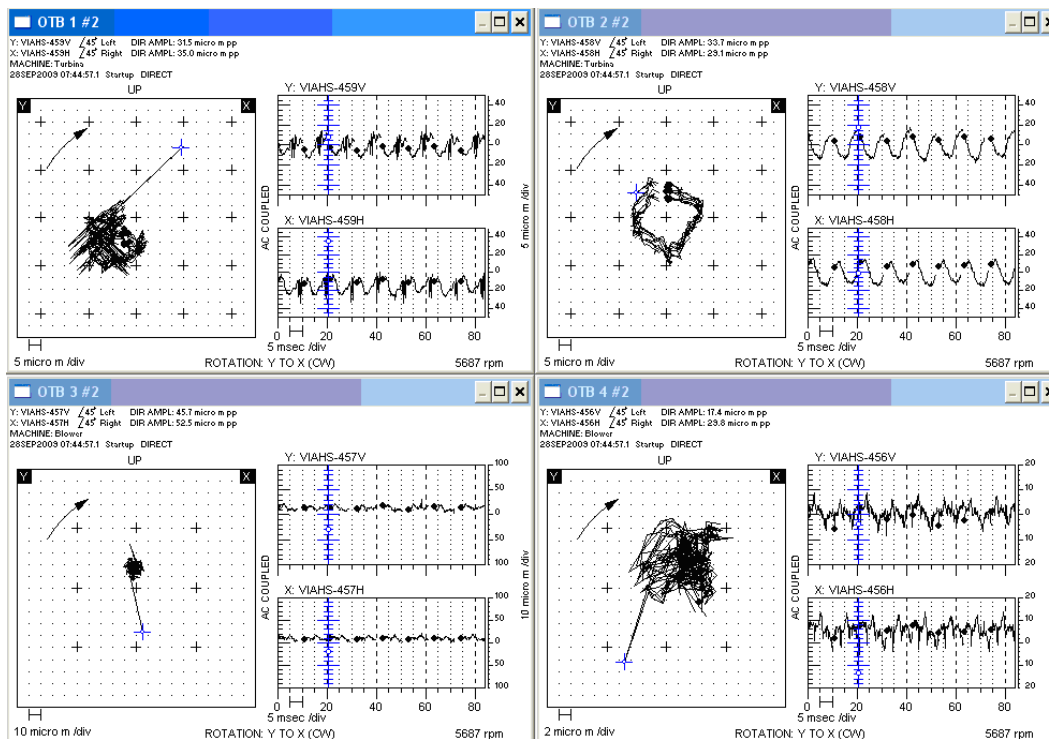 OTB 1 #2
Y: VIAHS-459V ∠45° Left DIR AMPL: 31.5 micro m pp
X: VIAHS-459H ∠45° Right DIR AMPL: 35.0 micro m pp
MACHINE: Turbina
28SEP2009 07:44:57.1 Startup DIRECT
UP
Y
X
Y: VIAHS-459V
40
20
0
20
40
X: VIAHS-459H
40
20
0
20
40
AC COUPLED
5 micro m /div
0 20 40 60 80
5 msec /div
5 micro m /div
ROTATION: Y TO X (CW)
5687 rpm
OTB 2 #2
Y: VIAHS-458V ∠45° Left DIR AMPL: 33.7 micro m pp
X: VIAHS-458H ∠45° Right DIR AMPL: 29.1 micro m pp
MACHINE: Turbina
28SEP2009 07:44:57.1 Startup DIRECT
UP
Y
X
Y: VIAHS-458V
40
20
0
20
40
X: VIAHS-458H
40
20
0
20
40
AC COUPLED
0 20 40 60 80
5 msec /div
5 micro m /div
ROTATION: Y TO X (CW)
5687 rpm
OTB 3 #2
Y: VIAHS-457V ∠45° Left DIR AMPL: 45.7 micro m pp
X: VIAHS-457H ∠45° Right DIR AMPL: 52.5 micro m pp
MACHINE: Blower
28SEP2009 07:44:57.1 Startup DIRECT
UP
Y
X
Y: VIAHS-457V
100
50
0
50
100
X: VIAHS-457H
100
50
0
50
100
AC COUPLED
10 micro m /div
0 20 40 60 80
5 msec /div
10 micro m /div
ROTATION: Y TO X (CW)
5687 rpm
OTB 4 #2
Y: VIAHS-456V ∠45° Left DIR AMPL: 17.4 micro m pp
X: VIAHS-456H ∠45° Right DIR AMPL: 29.8 micro m pp
MACHINE: Blower
28SEP2009 07:44:57.1 Startup DIRECT
UP
Y
X
Y: VIAHS-456V
20
10
0
10
20
X: VIAHS-456H
20
10
0
10
20
AC COUPLED
0 20 40 60 80
5 msec /div
2 micro m /div
ROTATION: Y TO X (CW)
5687 rpm